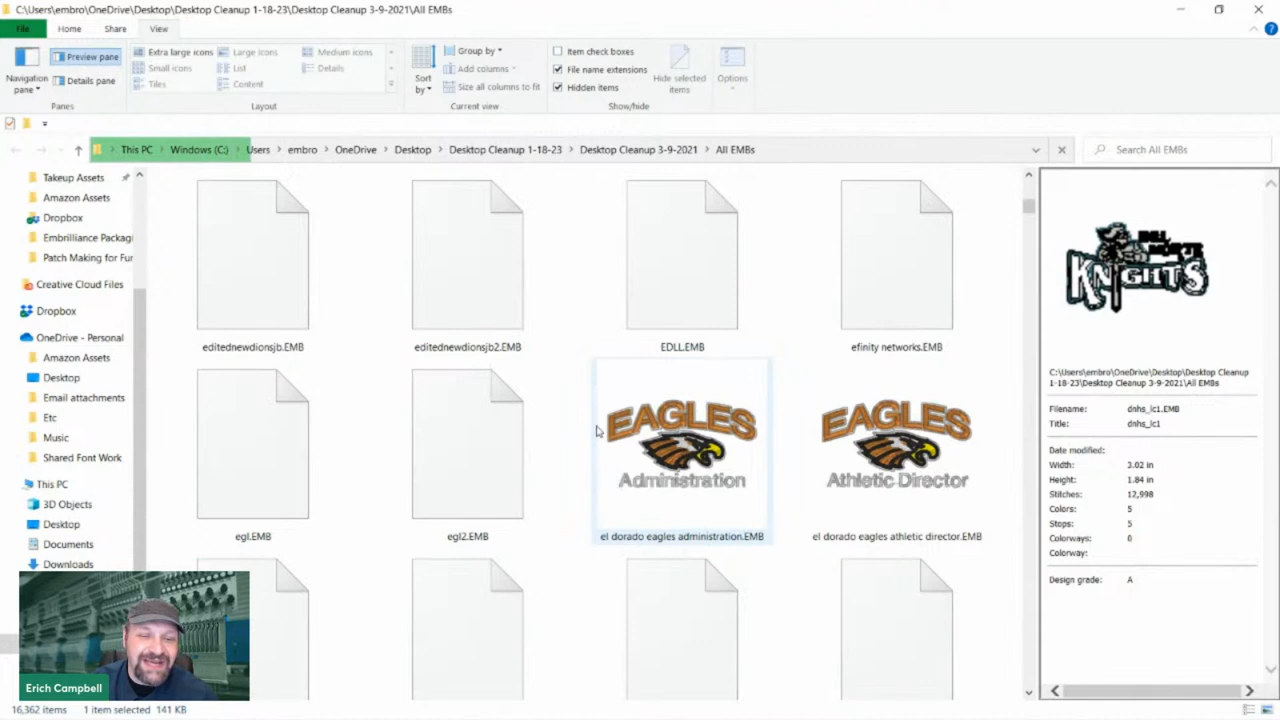 C:\Users\embro\OneDrive\Desktop\Desktop Cleanup 1-18-23\Desktop Cleanup 3-9-2021\All EMBs
File Home Share View
Navigation pane
Preview pane
Details pane
Panes
Extra large icons Large icons Medium icons
Small icons List Details
Tiles Content
Layout
Sort by
Group by
Add columns
Size all columns to fit
Current view
Item check boxes
File name extensions
Hidden items
Hide selected items
Show/hide
Options
This PC Windows (C:) Users embro OneDrive Desktop Desktop Cleanup 1-18-23 Desktop Cleanup 3-9-2021 All EMBs
Search All EMBs
Takeup Assets
Amazon Assets
Dropbox
Embrilliance Packagi
Patch Making for Fur
Creative Cloud Files
Dropbox
OneDrive - Personal
Amazon Assets
Desktop
Email attachments
Etc
Music
Shared Font Work
This PC
3D Objects
Desktop
Documents
Downloads
editednewdionsjb.EMB editednewdionsjb2.EMB EDLL.EMB efinity networks.EMB
EAGLES
Administration
EAGLES
Athletic Director
egl.EMB egl2.EMB el dorado eagles administration.EMB el dorado eagles athletic director.EMB
KNIGHTS
C:\Users\embro\OneDrive\Desktop\Desktop Cleanup
1-18-23\Desktop Cleanup 3-9-2021\All EMBs
Filename: dnhs_lc1.EMB
Title: dnhs_lc1
Date modified:
Width: 3.02 in
Height: 1.84 in
Stitches: 12,998
Colors: 5
Stops: 5
Colorways: 0
Colorway:
Design grade: A
Erich Campbell
16,362 items 1 item selected 141 KB